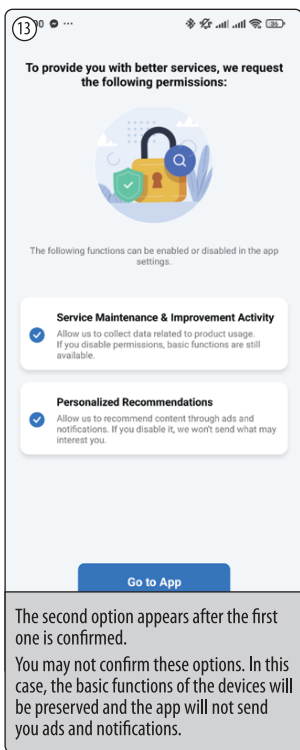 13 0 ···
36
To provide you with better services, we request
the following permissions:
The following functions can be enabled or disabled in the app
settings.
Service Maintenance & Improvement Activity
Allow us to collect data related to product usage.
If you disable permissions, basic functions are still
available.
Personalized Recommendations
Allow us to recommend content through ads and
notifications. If you disable it, we won't send what may
interest you.
Go to App
The second option appears after the first
one is confirmed.
You may not confirm these options. In this
case, the basic functions of the devices will
be preserved and the app will not send
you ads and notifications.